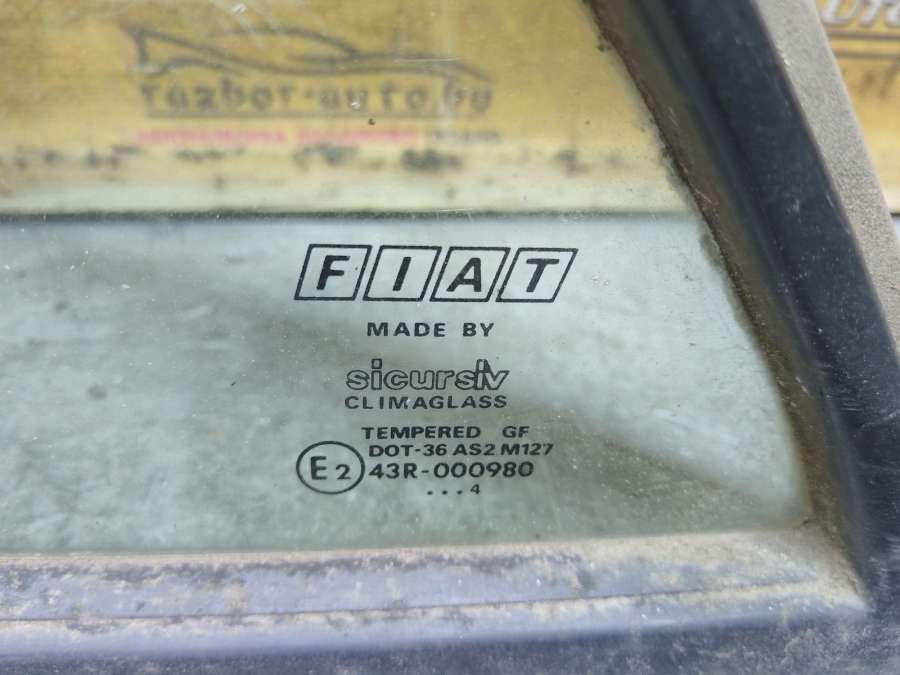 razbor-auto.by
FIAT
MADE BY
sicursiv
CLIMAGLASS
TEMPERED GF
DOT-36 AS2 M127
E2 43R-000980
...4